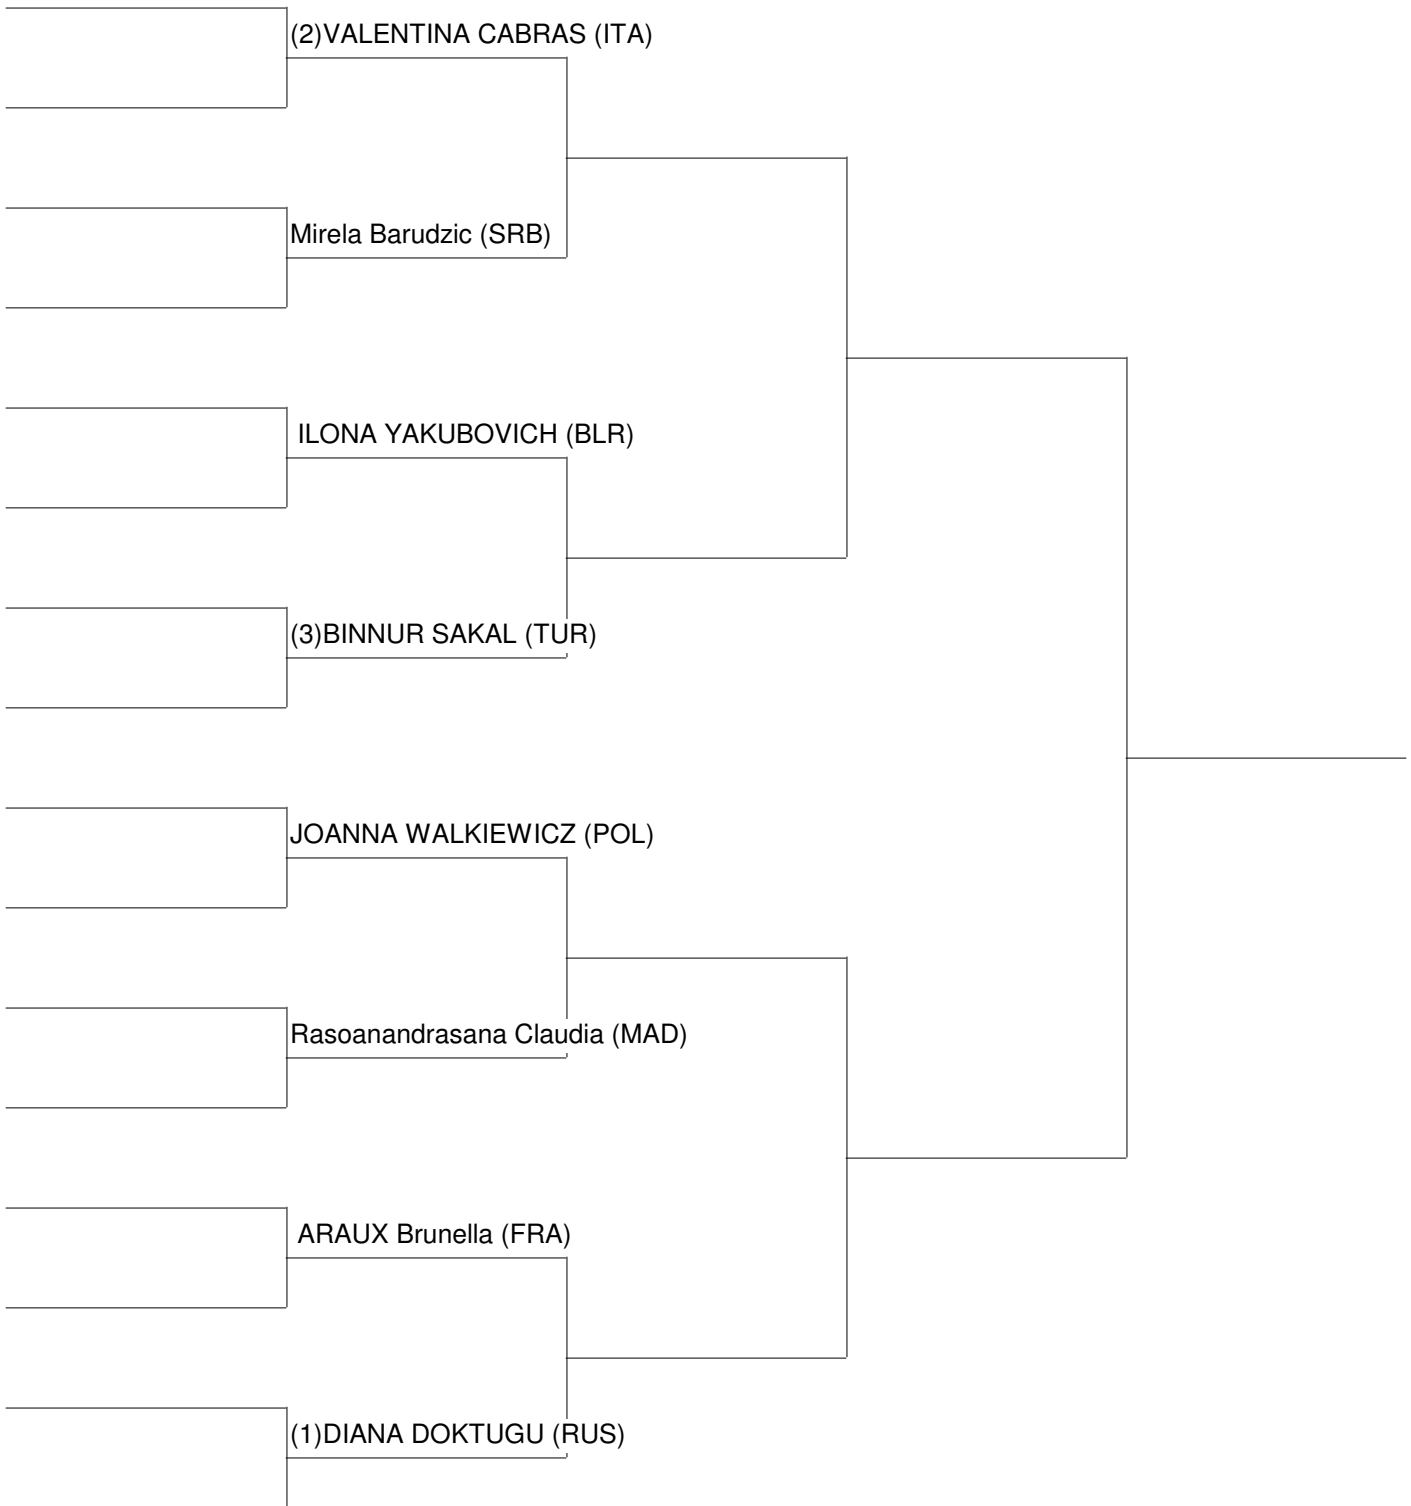 (2)VALENTINA CABRAS (ITA)
Mirela Barudzic (SRB)
ILONA YAKUBOVICH (BLR)
(3)BINNUR SAKAL (TUR)
JOANNA WALKIEWICZ (POL)
Rasoanandrasana Claudia (MAD)
ARAUX Brunella (FRA)
(1)DIANA DOKTUGU (RUS)